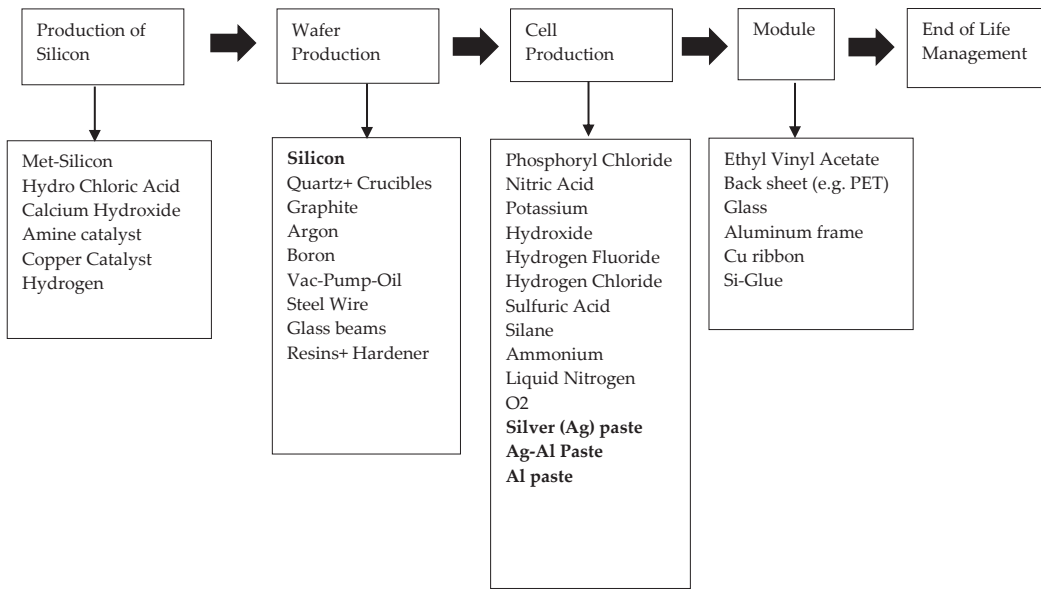 Production of
Silicon
Wafer
Production
Cell
Production
Module
End of Life
Management
Met-Silicon
Hydro Chloric Acid
Calcium Hydroxide
Amine catalyst
Copper Catalyst
Hydrogen
Silicon
Quartz+ Crucibles
Graphite
Argon
Boron
Vac-Pump-Oil
Steel Wire
Glass beams
Resins+ Hardener
Phosphoryl Chloride
Nitric Acid
Potassium
Hydroxide
Hydrogen Fluoride
Hydrogen Chloride
Sulfuric Acid
Silane
Ammonium
Liquid Nitrogen
O2
Silver (Ag) paste
Ag-Al Paste
Al paste
Ethyl Vinyl Acetate
Back sheet (e.g. PET)
Glass
Aluminum frame
Cu ribbon
Si-Glue